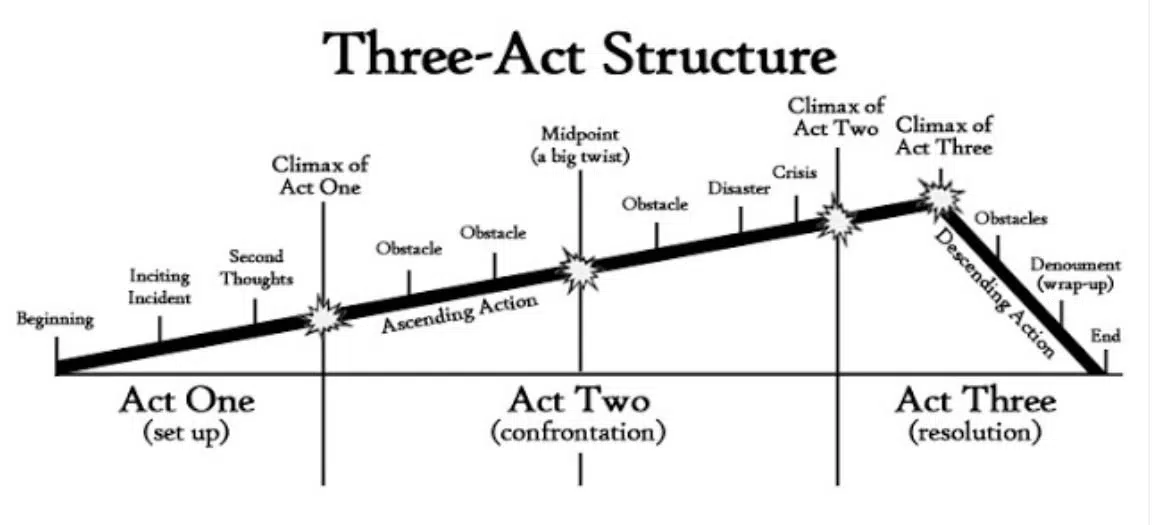 Three-Act Structure
Beginning
Inciting
Incident
Second
Thoughts
Climax of
Act One
Obstacle
Obstacle
Ascending Action
Midpoint
(a big twist)
Obstacle
Disaster
Crisis
Climax of
Act Two
Climax of
Act Three
Obstacles
Descending Action
Denoument
(wrap-up)
End
Act One
(set up)
Act Two
(confrontation)
Act Three
(resolution)